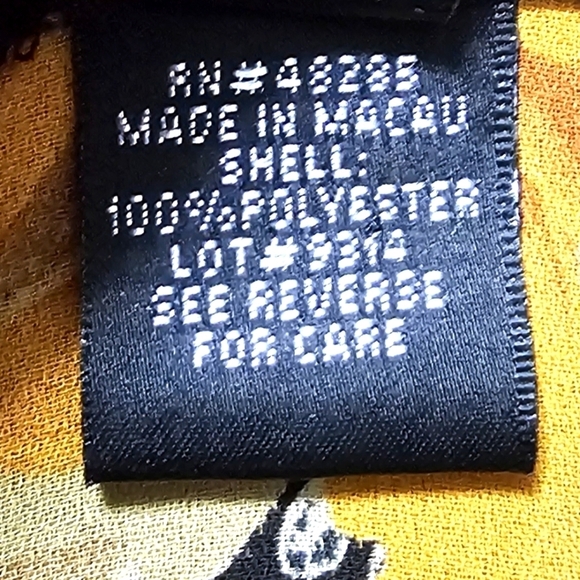 RN#48285
MADE IN MACAU
SHELL:
100%POLYESTER
LOT#9314
SEE REVERSE
FOR CARE